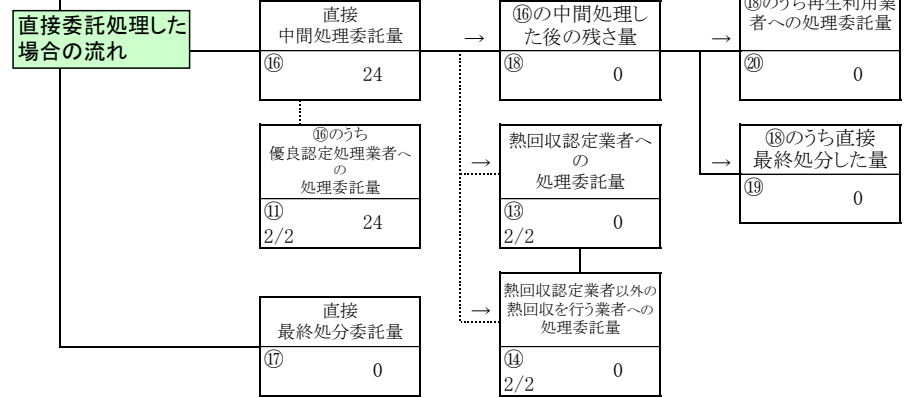 直接委託処理した
場合の流れ
直接
中間処理委託量
⑯
24
→
⑯の中間処理し
た後の残さ量
⑱
0
→
⑱のうち再生利用業
者への処理委託量
⑳
0
⑯のうち
優良認定処理業者へ
の
処理委託量
⑪
2/2
24
→
熱回収認定業者へ
の
処理委託量
⑬
2/2
0
→
⑱のうち直接
最終処分した量
⑲
0
直接
最終処分委託量
⑰
0
→
熱回収認定業者以外の
熱回収を行う業者への
処理委託量
⑭
2/2
0